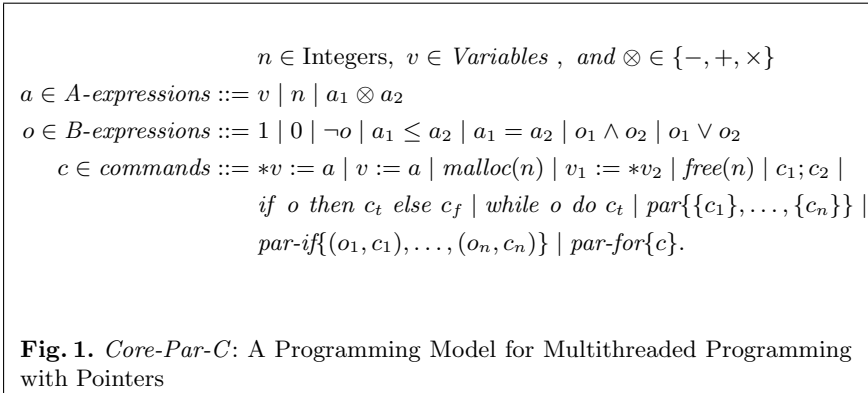 n ∈ Integers, v ∈ Variables , and ⊗ ∈ {−, +, ×}
a ∈ A-expressions ::= v | n | a₁ ⊗ a₂
o ∈ B-expressions ::= 1 | 0 | ¬o | a₁ ≤ a₂ | a₁ = a₂ | o₁ ∧ o₂ | o₁ ∨ o₂
c ∈ commands ::= ∗v := a | v := a | malloc(n) | v₁ := ∗v₂ | free(n) | c₁; c₂ |
if o then cₜ else c_f | while o do cₜ | par{{c₁}, . . . , {cₙ}} |
par-if{(o₁, c₁), . . . , (oₙ, cₙ)} | par-for{c}.
Fig. 1. Core-Par-C: A Programming Model for Multithreaded Programming
with Pointers